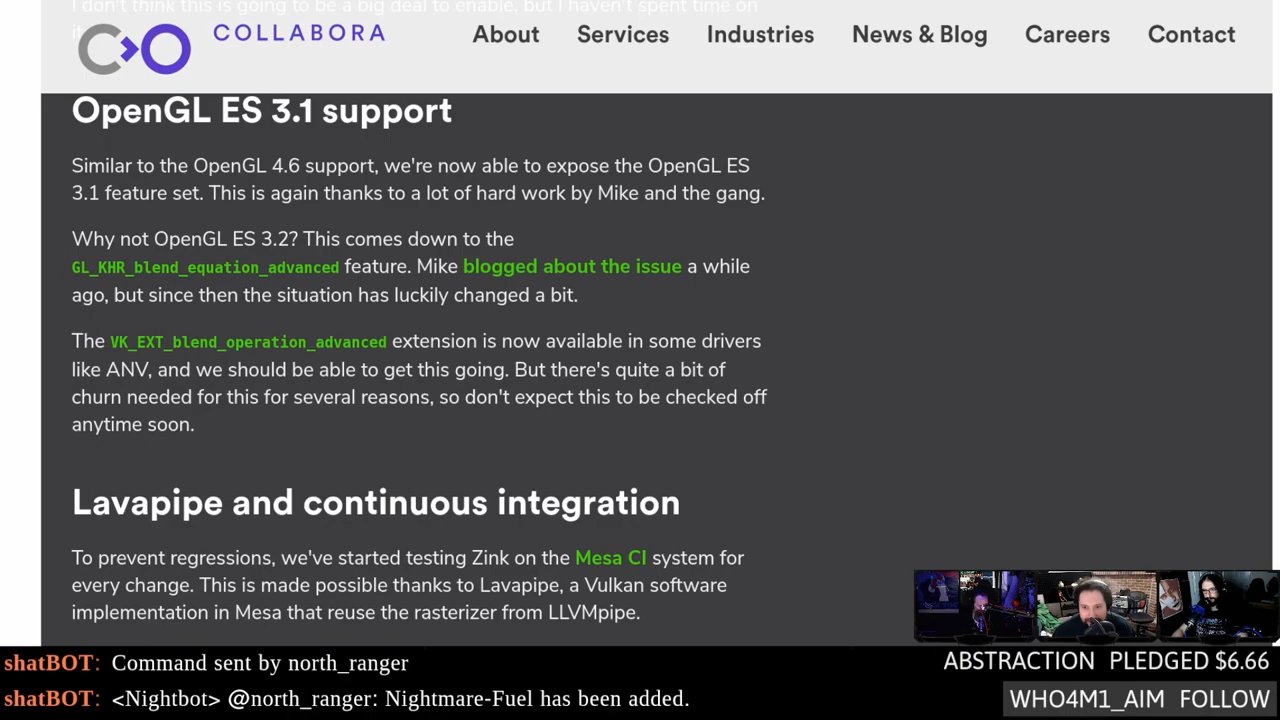 I don't think this is going to be a big deal to enable, but I haven't spent time on
COLLABORA
About Services Industries News & Blog Careers Contact
OpenGL ES 3.1 support
Similar to the OpenGL 4.6 support, we're now able to expose the OpenGL ES
3.1 feature set. This is again thanks to a lot of hard work by Mike and the gang.
Why not OpenGL ES 3.2? This comes down to the
GL_KHR_blend_equation_advanced feature. Mike blogged about the issue a while
ago, but since then the situation has luckily changed a bit.
The VK_EXT_blend_operation_advanced extension is now available in some drivers
like ANV, and we should be able to get this going. But there's quite a bit of
churn needed for this for several reasons, so don't expect this to be checked off
anytime soon.
Lavapipe and continuous integration
To prevent regressions, we've started testing Zink on the Mesa CI system for
every change. This is made possible thanks to Lavapipe, a Vulkan software
implementation in Mesa that reuse the rasterizer from LLVMpipe.
shatBOT: Command sent by north_ranger
shatBOT: <Nightbot> @north_ranger: Nightmare-Fuel has been added.
ABSTRACTION PLEDGED $6.66
WHO4M1_AIM FOLLOW